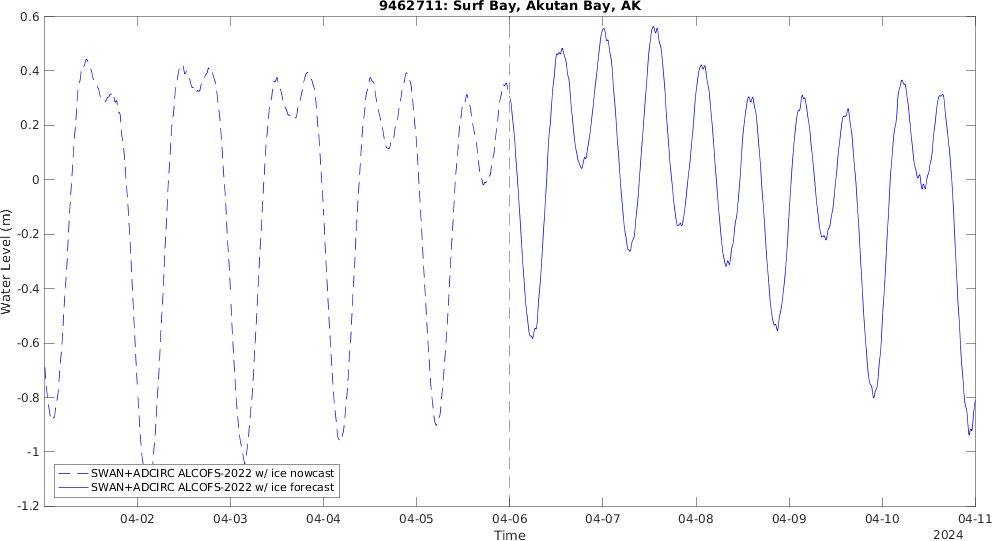 9462711: Surf Bay, Akutan Bay, AK
0.6
0.4
0.2
0
-0.2
-0.4
-0.6
-0.8
-1
-1.2
Water Level (m)
SWAN+ADCIRC ALCOFS-2022 w/ ice nowcast
SWAN+ADCIRC ALCOFS-2022 w/ ice forecast
04-02 04-03 04-04 04-05 04-06 04-07 04-08 04-09 04-10 04-11
Time
2024